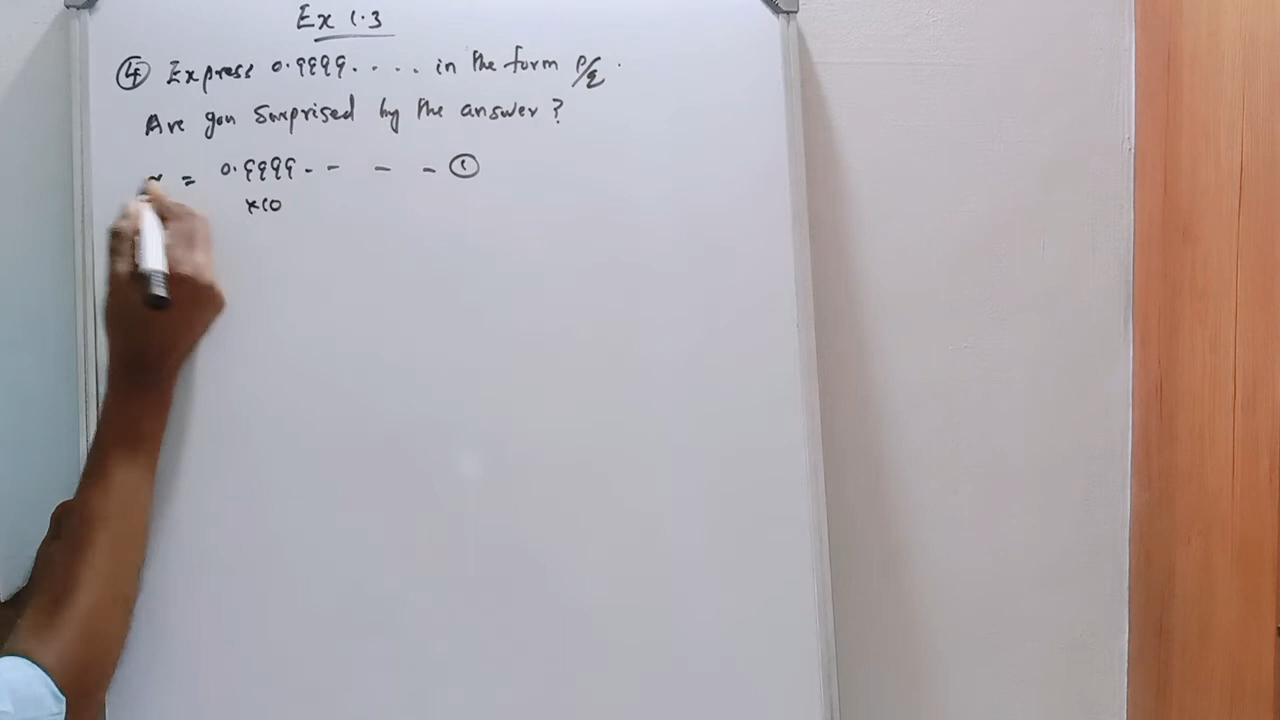 Ex 1.3
④ Express 0.9999..... in the form P/q.
Are you surprised by the answer?
x = 0.9999.- - - - ①
x10